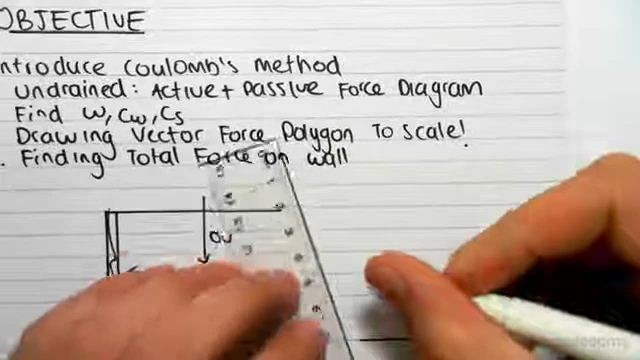 OBJECTIVE
ntroduce Coulomb's method
undrained: Active + Passive Force Diagram
Find W, Cw, Cs
Drawing Vector Force Polygon To Scale!
Finding Total Force on wall